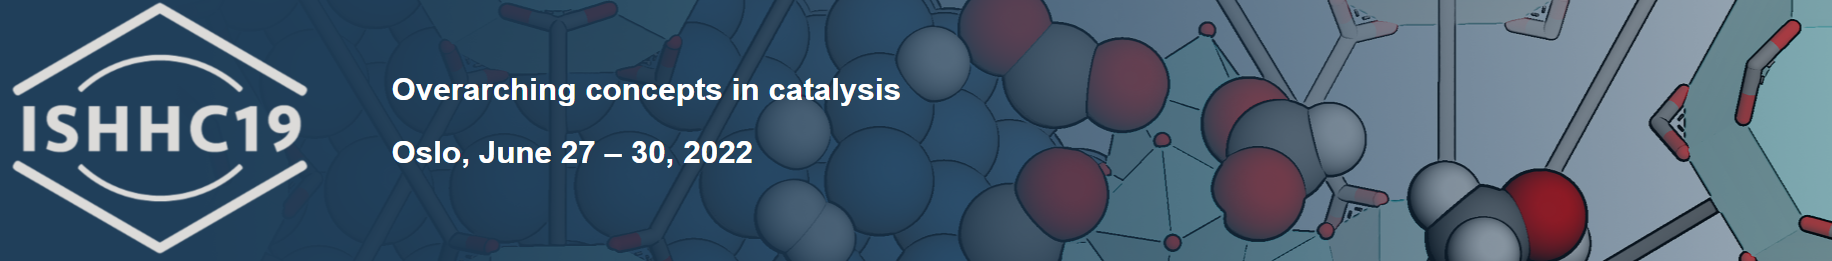 ISHHC19
Overarching concepts in catalysis
Oslo, June 27 – 30, 2022